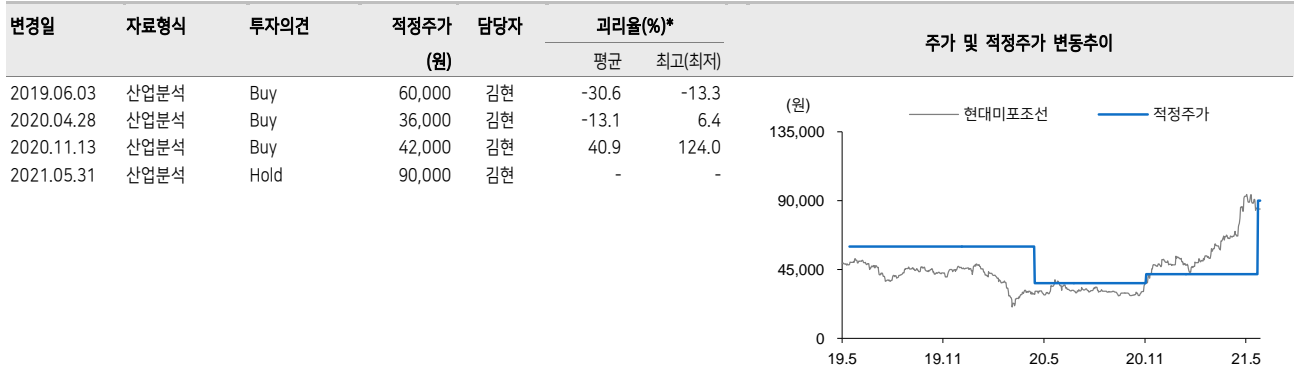 변경일 자료형식 투자의견 적정주가 담당자 괴리율(%)* 주가 및 적정주가 변동추이
(원) 평균 최고(최저)
2019.06.03 산업분석 Buy 60,000 김현 -30.6 -13.3
2020.04.28 산업분석 Buy 36,000 김현 -13.1 6.4
2020.11.13 산업분석 Buy 42,000 김현 40.9 124.0
2021.05.31 산업분석 Hold 90,000 김현 - -
(원) 현대미포조선 적정주가
135,000
90,000
45,000
0
19.5 19.11 20.5 20.11 21.5